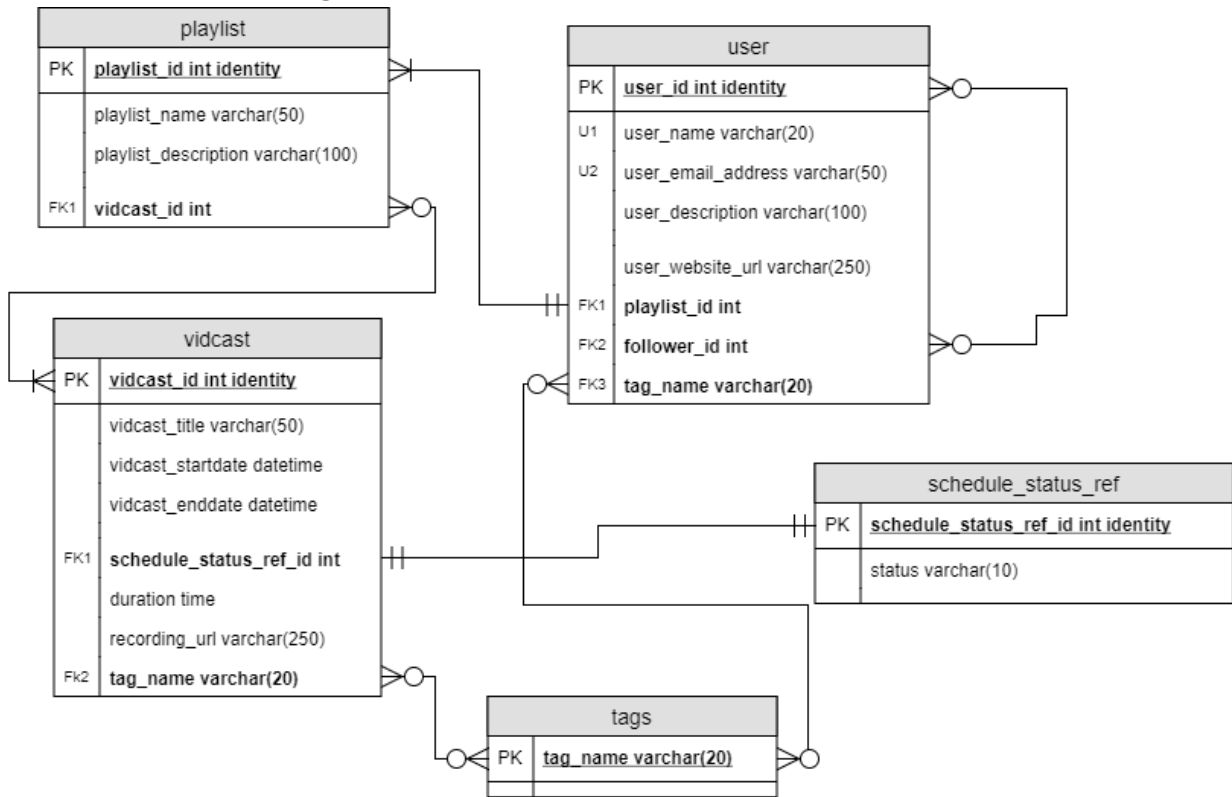 playlist
PK playlist_id int identity
playlist_name varchar(50)
playlist_description varchar(100)
FK1 vidcast_id int
user
PK user_id int identity
U1 user_name varchar(20)
U2 user_email_address varchar(50)
user_description varchar(100)
user_website_url varchar(250)
FK1 playlist_id int
FK2 follower_id int
FK3 tag_name varchar(20)
vidcast
PK vidcast_id int identity
vidcast_title varchar(50)
vidcast_startdate datetime
vidcast_enddate datetime
FK1 schedule_status_ref_id int
duration time
recording_url varchar(250)
Fk2 tag_name varchar(20)
schedule_status_ref
PK schedule_status_ref_id int identity
status varchar(10)
tags
PK tag_name varchar(20)